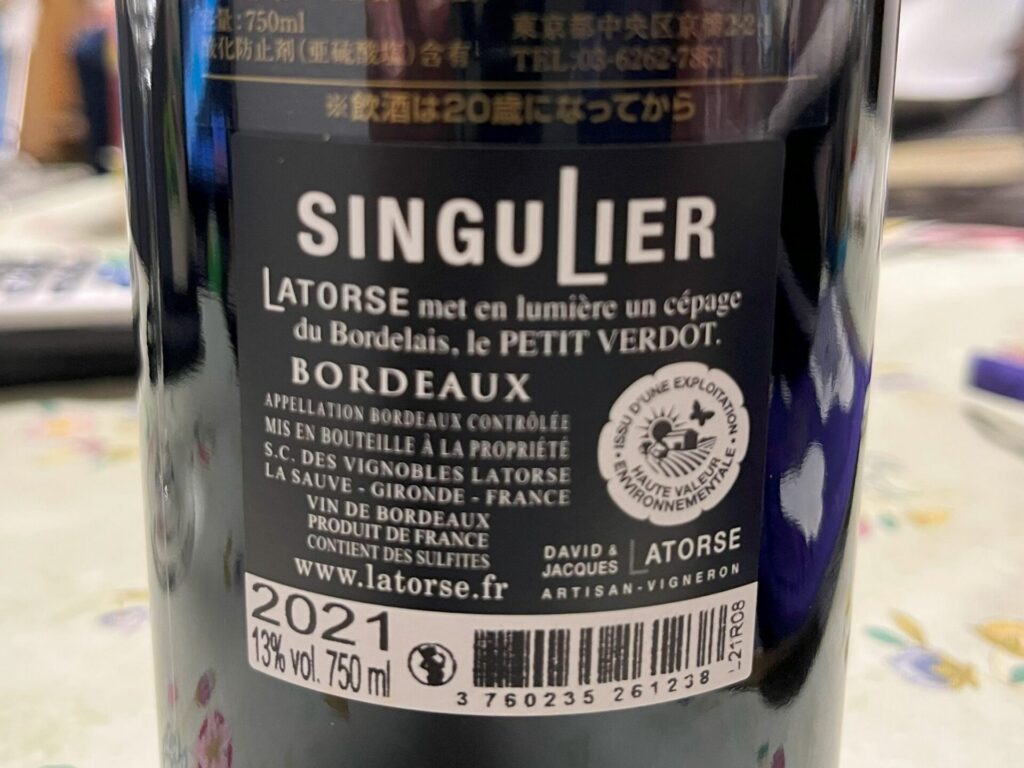 量:750ml
酸化防止剤(亜硫酸塩)含有
東京都中央区京橋2-2-
TEL:03-6262-7851
※飲酒は20歳になってから
SINGULIER
LATORSE met en lumière un cépage
du Bordelais, le PETIT VERDOT.
BORDEAUX
APPELLATION BORDEAUX CONTRÔLÉE
MIS EN BOUTEILLE À LA PROPRIÉTÉ
S.C. DES VIGNOBLES LATORSE
LA SAUVE - GIRONDE - FRANCE
VIN DE BORDEAUX
PRODUIT DE FRANCE
CONTIENT DES SULFITES
www.latorse.fr
• ISSU D'UNE EXPLOITATION •
HAUTE VALEUR
ENVIRONNEMENTALE
DAVID & JACQUES LATORSE
ARTISAN-VIGNERON
2021
13% vol. 750 ml
3 760235 261238
L21R08